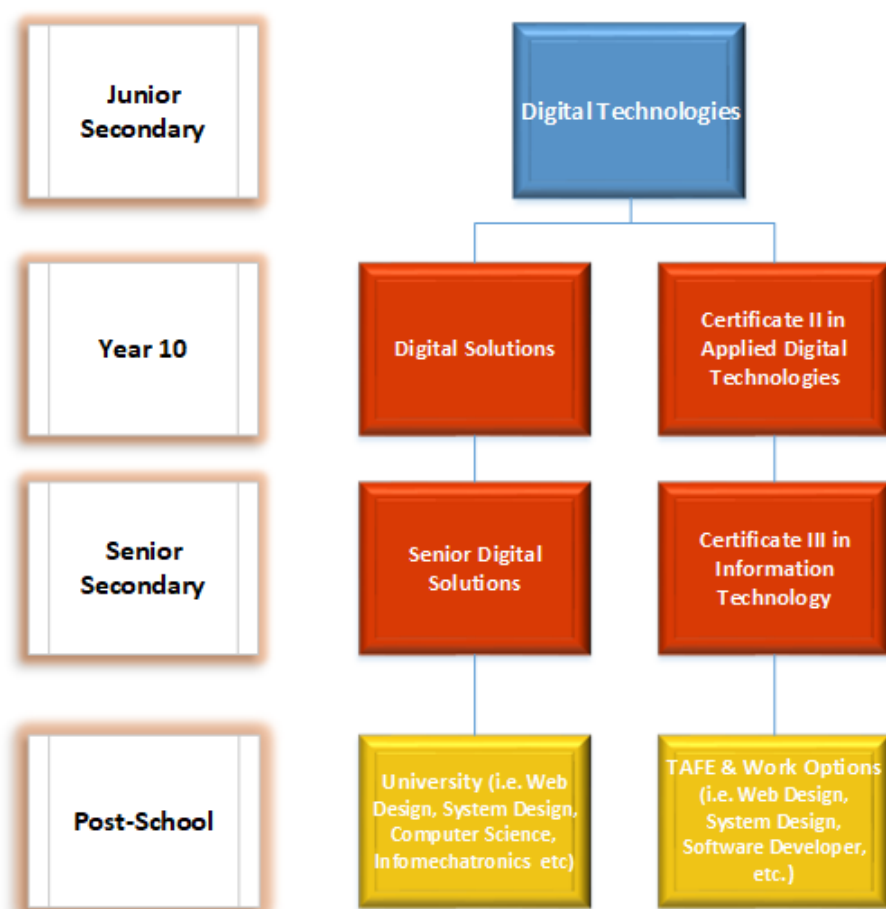 Junior
Secondary
Digital Technologies
Year 10
Digital Solutions
Certificate II in
Applied Digital
Technologies
Senior
Secondary
Senior Digital
Solutions
Certificate III in
Information
Technology
Post-School
University (i.e. Web
Design, System Design,
Computer Science,
Infomechatronics etc)
TAFE & Work Options
(i.e. Web Design,
System Design,
Software Developer,
etc.)